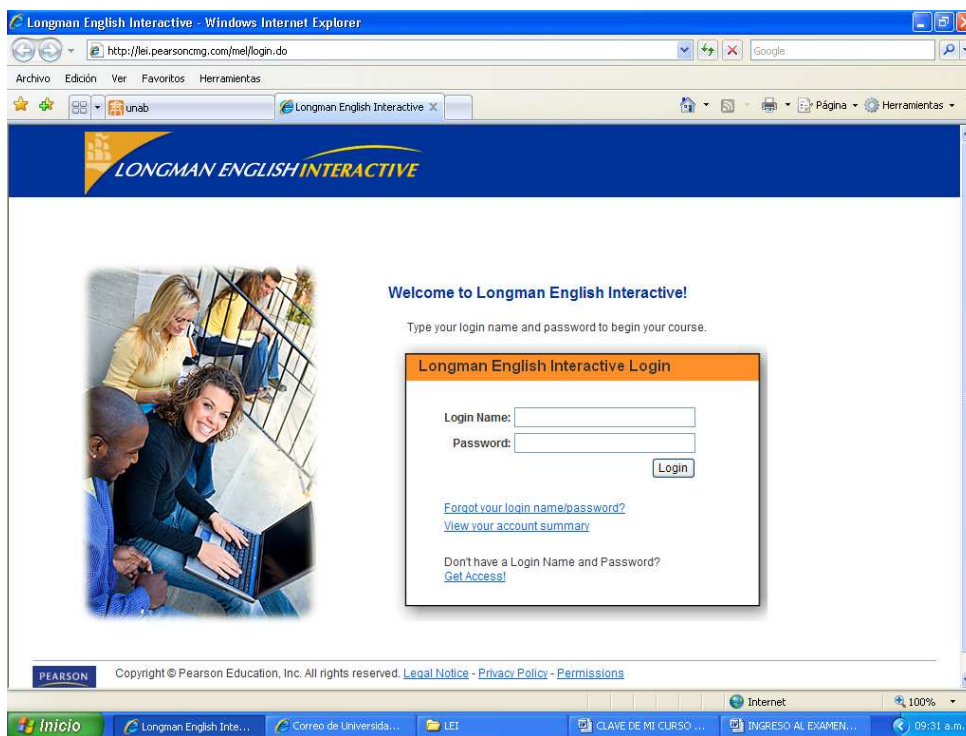 Longman English Interactive - Windows Internet Explorer
http://lei.pearsoncmg.com/mel/login.do
Google
Archivo Edición Ver Favoritos Herramientas
unab Longman English Interactive Página Herramientas
LONGMAN ENGLISH INTERACTIVE
Welcome to Longman English Interactive!
Type your login name and password to begin your course.
Longman English Interactive Login
Login Name:
Password:
Login
Forgot your login name/password?
View your account summary
Don't have a Login Name and Password?
Get Access!
PEARSON Copyright © Pearson Education, Inc. All rights reserved. Legal Notice - Privacy Policy - Permissions
Internet 100%
Inicio Longman English Inte... Correo de Universida... LEI CLAVE DE MI CURSO ... INGRESO AL EXAMEN... 09:31 a.m.